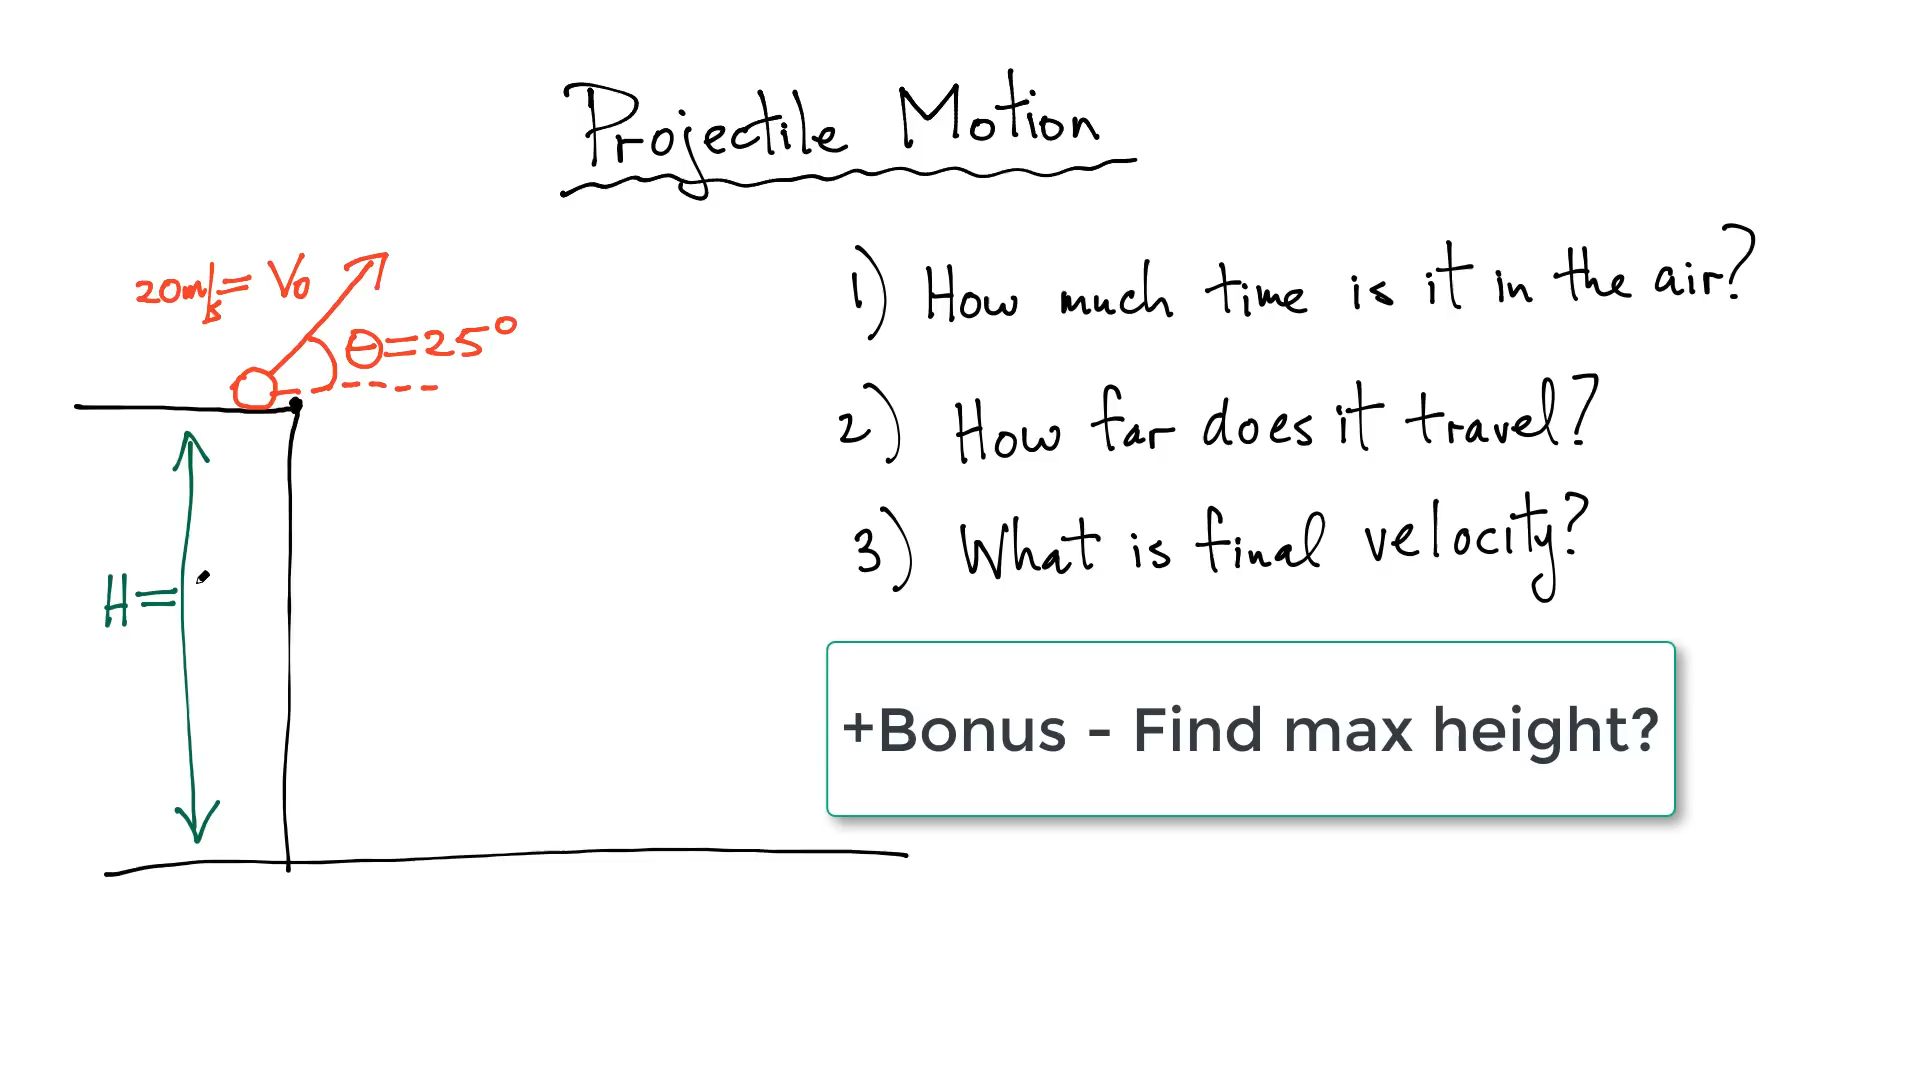 Projectile Motion
20m/s = V₀
θ = 25°
H =
1) How much time is it in the air?
2) How far does it travel?
3) What is final velocity?
+Bonus - Find max height?